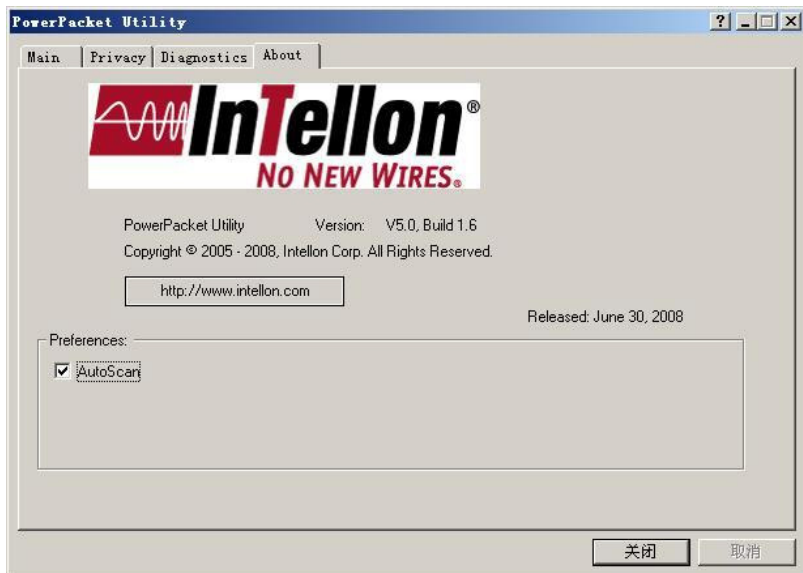 PowerPacket Utility
Main Privacy Diagnostics About
InTellon®
NO NEW WIRES®
PowerPacket Utility Version: V5.0, Build 1.6
Copyright © 2005 - 2008, Intellon Corp. All Rights Reserved.
http://www.intellon.com
Released: June 30, 2008
Preferences:
AutoScan
关闭 取消